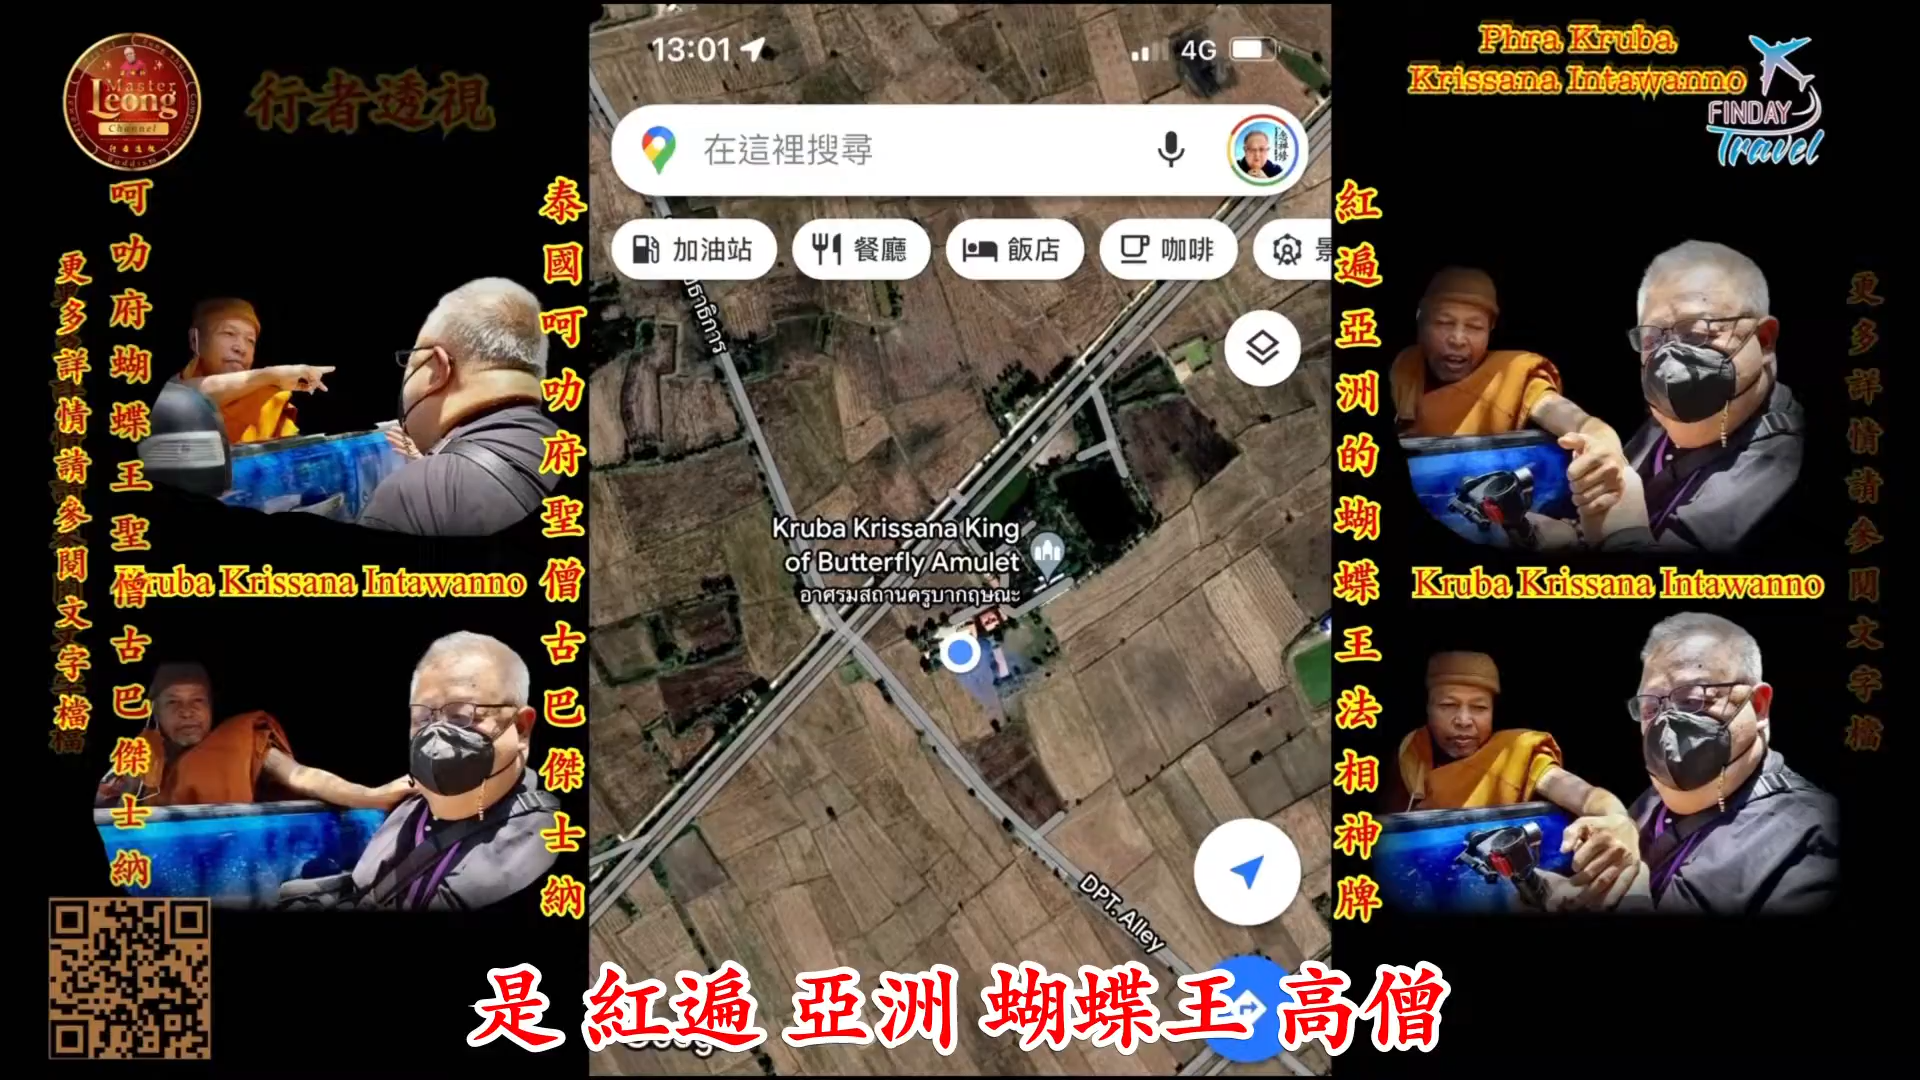 Master
Leong
Channel
行者透視
Buddism
呵叻府蝴蝶王聖僧古巴傑士納
更多詳情請參閱文字檔
泰國呵叻府聖僧古巴傑士納
Kruba Krissana Intawanno
13:01
4G
在這裡搜尋
加油站
餐廳
飯店
咖啡
景
Kruba Krissana King
of Butterfly Amulet
อาศรมสถานครูบากฤษณะ
DPT. Alley
紅遍亞洲的蝴蝶王法相神牌
Phra Kruba
Krissana Intawanno
FINDAY
Travel
Kruba Krissana Intawanno
更多詳情請參閱文字檔
是 紅遍 亞洲 蝴蝶王 高僧